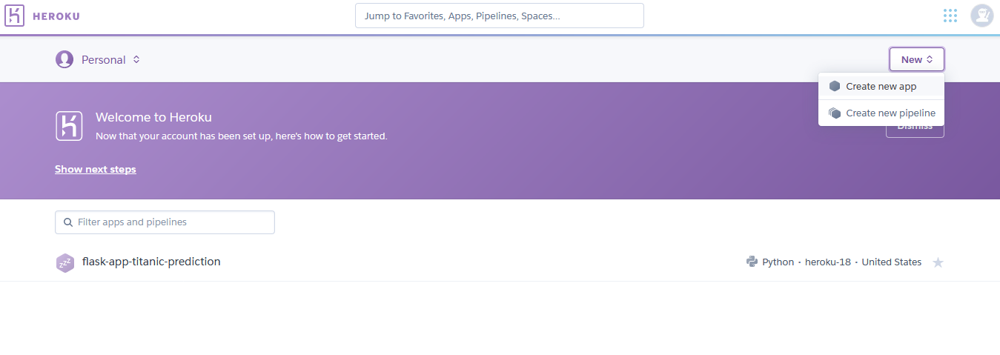 HEROKU
Jump to Favorites, Apps, Pipelines, Spaces...
Personal
New
Create new app
Create new pipeline
Dismiss
Welcome to Heroku
Now that your account has been set up, here's how to get started.
Show next steps
Filter apps and pipelines
zzz
flask-app-titanic-prediction
Python · heroku-18 · United States